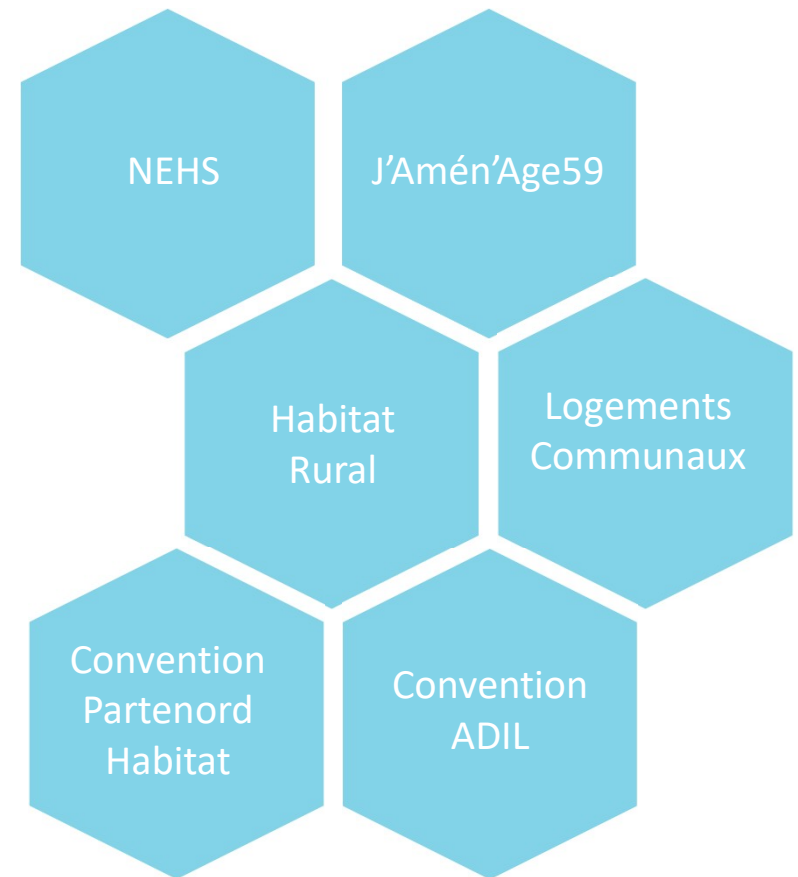 NEHS
J'Amén'Age59
Habitat
Rural
Logements
Communaux
Convention
Partenord
Habitat
Convention
ADIL